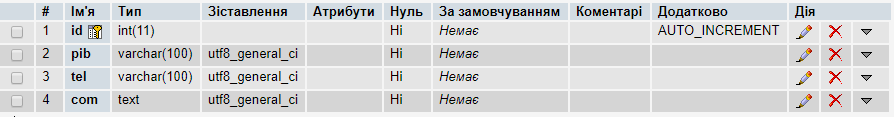 # Ім'я Тип Зіставлення Атрибути Нуль За замовчуванням Коментарі Додатково Дія
1 id int(11) Ні Немає AUTO_INCREMENT
2 pib varchar(100) utf8_general_ci Ні Немає
3 tel varchar(100) utf8_general_ci Ні Немає
4 com text utf8_general_ci Ні Немає